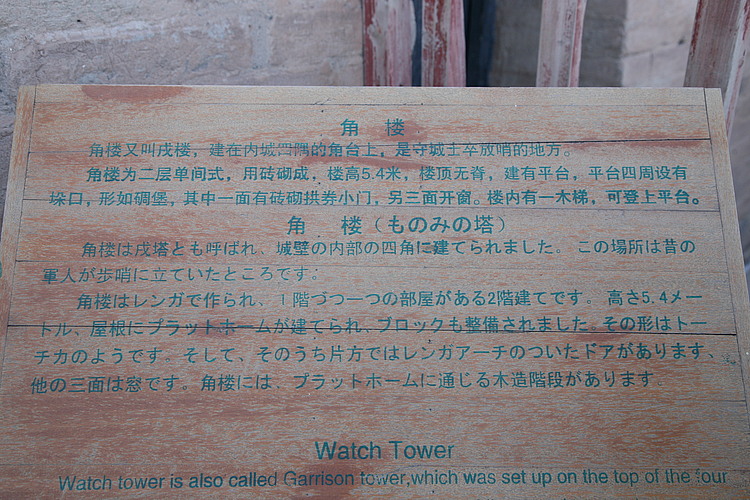 角 楼
角楼又叫戍楼，建在内城四隅的角台上，是守城士卒放哨的地方。
角楼为二层单间式，用砖砌成，楼高5.4米，楼顶无脊，建有平台，平台四周设有
垛口，形如碉堡，其中一面有砖砌拱券小门，另三面开窗。楼内有一木梯，可登上平台。
角 楼（ものみの塔）
角楼は戍塔とも呼ばれ、城壁の内部の四角に建てられました。この場所は昔の
軍人が歩哨に立ていたところです。
角楼はレンガで作られ、1階づつ一つの部屋がある2階建てです。高さ5.4メー
トル、屋根にプラットホームが建てられ、ブロックも整備されました。その形はトー
チカのようです。そして、そのうち片方ではレンガアーチのついたドアがあります、
他の三面は窓です。角楼には、プラットホームに通じる木造階段があります
Watch Tower
Watch tower is also called Garrison tower,which was set up on the top of the four